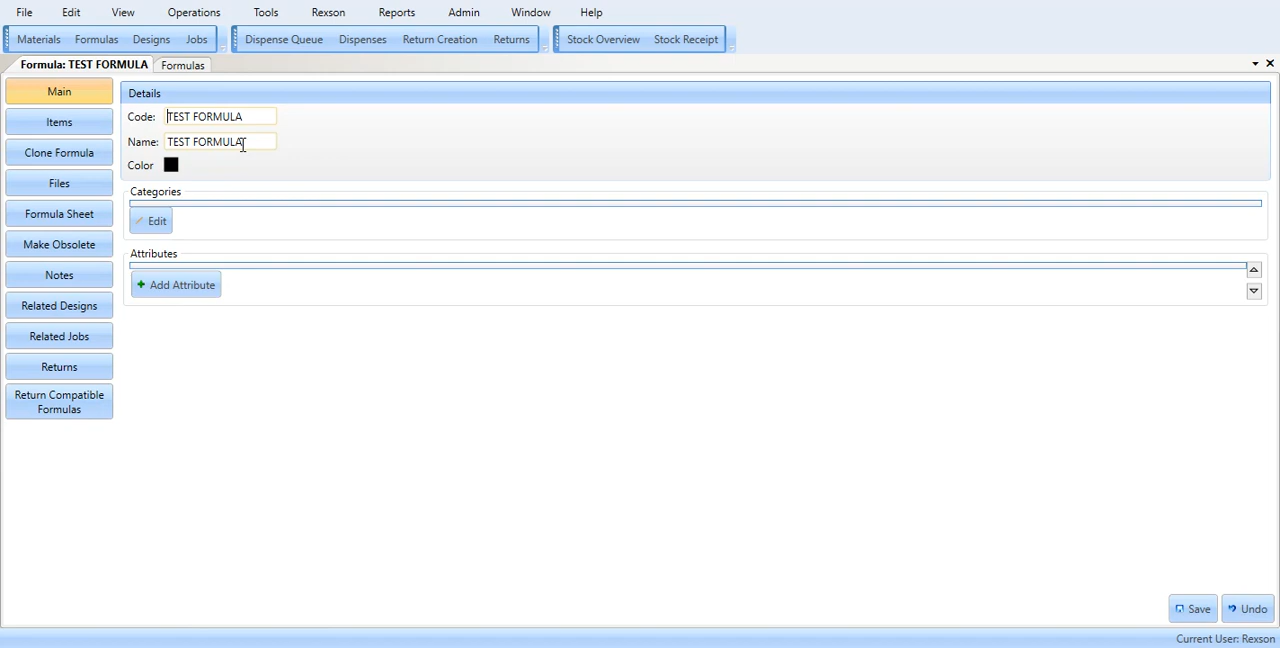 File Edit View Operations Tools Rexson Reports Admin Window Help
Materials Formulas Designs Jobs Dispense Queue Dispenses Return Creation Returns Stock Overview Stock Receipt
Formula: TEST FORMULA Formulas
Main
Items
Clone Formula
Files
Formula Sheet
Make Obsolete
Notes
Related Designs
Related Jobs
Returns
Return Compatible
Formulas
Details
Code: TEST FORMULA
Name: TEST FORMULA
Color
Categories
Edit
Attributes
Add Attribute
Save Undo
Current User: Rexson